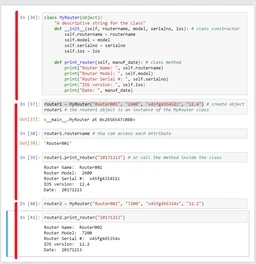 In [36]: class MyRouter(object):
"A descriptive string for the class"
def __init__(self, routername, model, serialno, ios): # class constructor
self.routername = routername
self.model = model
self.serialno = serialno
self.ios = ios
def print_router(self, manuf_date): # class method
print("Router Name: ", self.routername)
print("Router Model: ", self.model)
print("Router Serial #: ", self.serialno)
print("IOS version: ", self.ios)
print("Date: ", manuf_date)
In [37]: router1 = MyRouter("Router001", "2600", "12.4") # create object
router1 # the router1 object is an instance of the MyRouter class
Out[37]: <__main__.MyRouter at
In [38]: router1.routername # You can access each attribute
Out[38]: 'Router001'
In [39]: router1.print_router("20171213") # or call the method inside the class
Router Name: Router001
Router Model: 2600
Router Serial #:
IOS version: 12.4
Date: 20171213
In [40]: router2 = MyRouter("Router002", "7200", "12.2")
In [41]: router2.print_router("20171213")
Router Name: Router002
Router Model: 7200
Router Serial #:
IOS version: 12.2
Date: 20171213